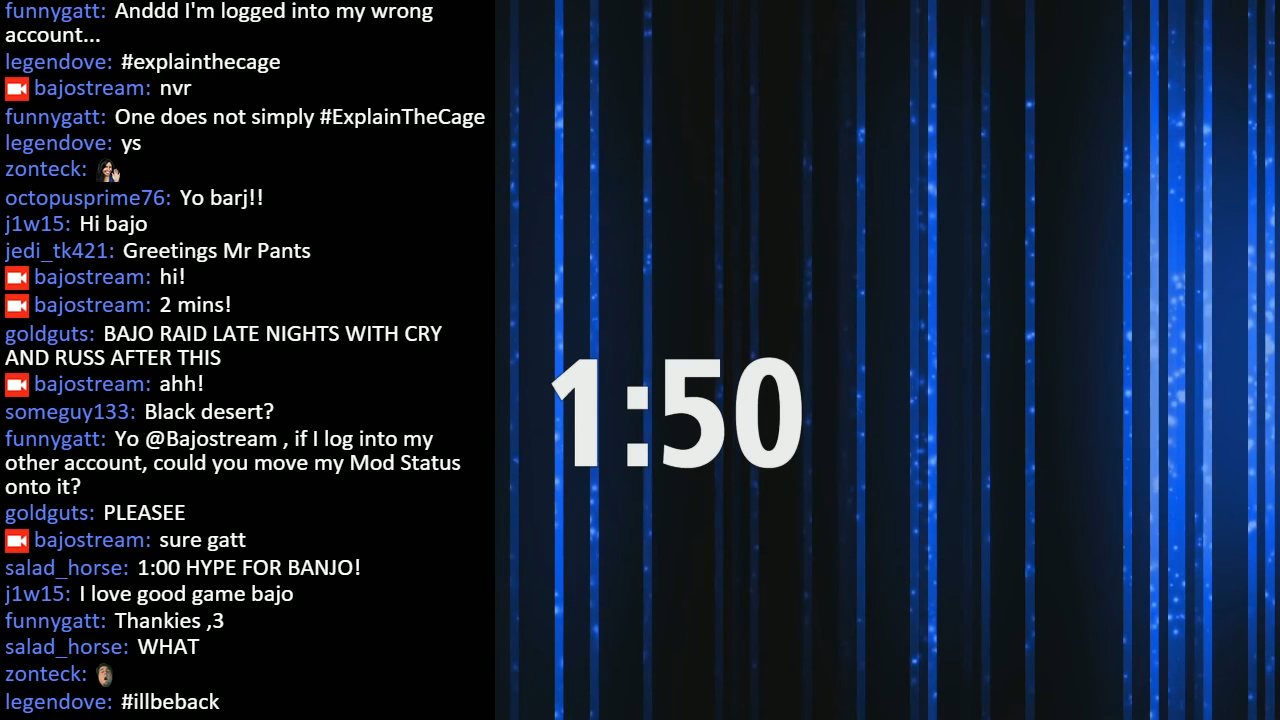 funnygatt: Anddd I'm logged into my wrong
account...
legendove: #explainthecage
bajostream: nvr
funnygatt: One does not simply #ExplainTheCage
legendove: ys
zonteck:
octopusprime76: Yo barj!!
j1w15: Hi bajo
jedi_tk421: Greetings Mr Pants
bajostream: hi!
bajostream: 2 mins!
goldguts: BAJO RAID LATE NIGHTS WITH CRY
AND RUSS AFTER THIS
bajostream: ahh!
someguy133: Black desert?
funnygatt: Yo @Bajostream , if I log into my
other account, could you move my Mod Status
onto it?
goldguts: PLEASEE
bajostream: sure gatt
salad_horse: 1:00 HYPE FOR BANJO!
j1w15: I love good game bajo
funnygatt: Thankies ,3
salad_horse: WHAT
zonteck:
legendove: #illbeback
1:50